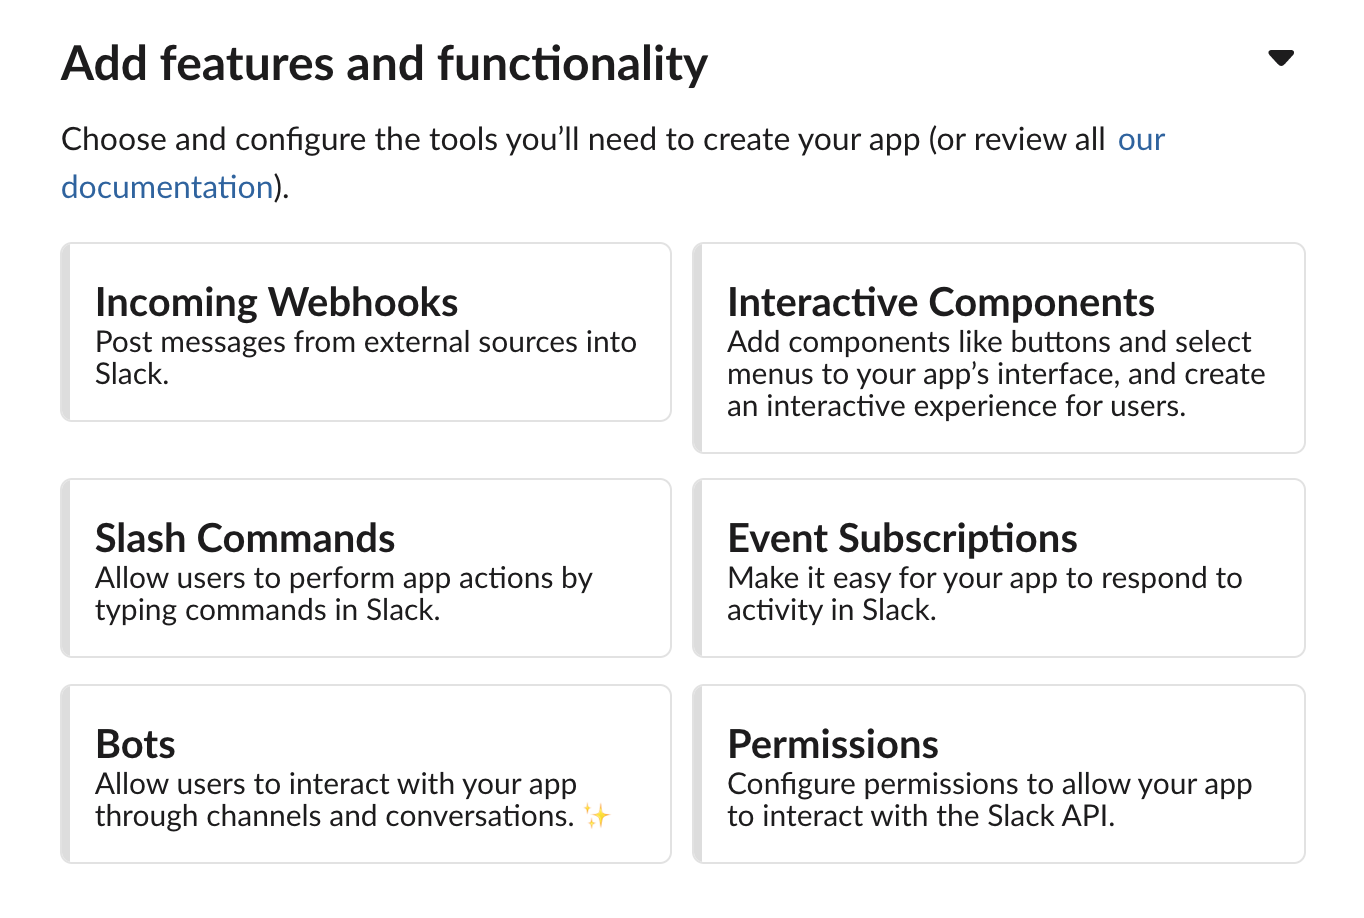 Add features and functionality
Choose and configure the tools you’ll need to create your app (or review all our
documentation).
Incoming Webhooks
Post messages from external sources into
Slack.
Interactive Components
Add components like buttons and select
menus to your app’s interface, and create
an interactive experience for users.
Slash Commands
Allow users to perform app actions by
typing commands in Slack.
Event Subscriptions
Make it easy for your app to respond to
activity in Slack.
Bots
Allow users to interact with your app
through channels and conversations. ✨
Permissions
Configure permissions to allow your app
to interact with the Slack API.